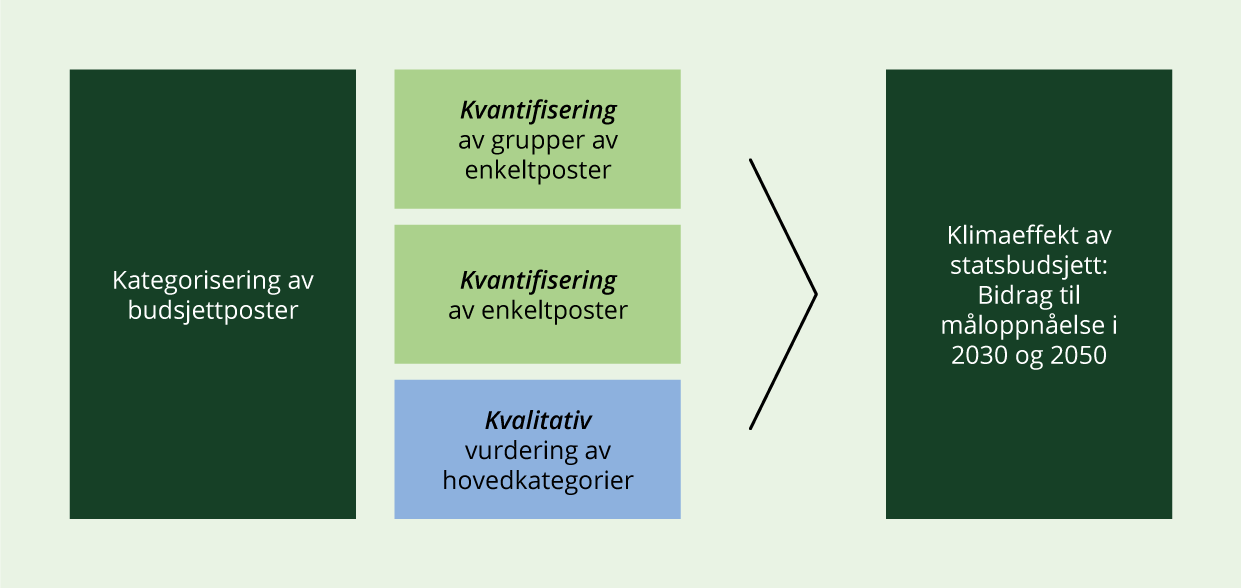 Kategorisering av
budsjettposter
Kvantifisering
av grupper av
enkeltposter
Kvantifisering
av enkeltposter
Kvalitativ
vurdering av
hovedkategorier
Klimaeffekt av
statsbudsjett:
Bidrag til
måloppnåelse i
2030 og 2050